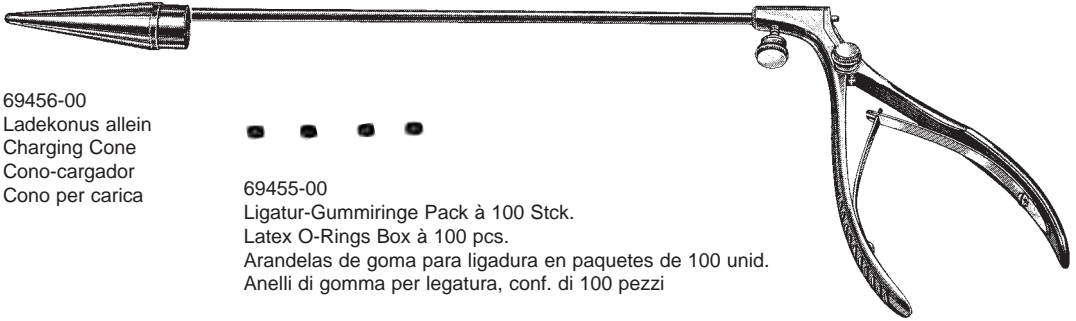 69456-00
Ladekonus allein
Charging Cone
Cono-cargador
Cono per carica
69455-00
Ligatur-Gummiringe Pack à 100 Stck.
Latex O-Rings Box à 100 pcs.
Arandelas de goma para ligadura en paquetes de 100 unid.
Anelli di gomma per legatura, conf. di 100 pezzi